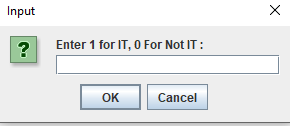 Input
Enter 1 for IT, 0 For Not IT :
OK
Cancel